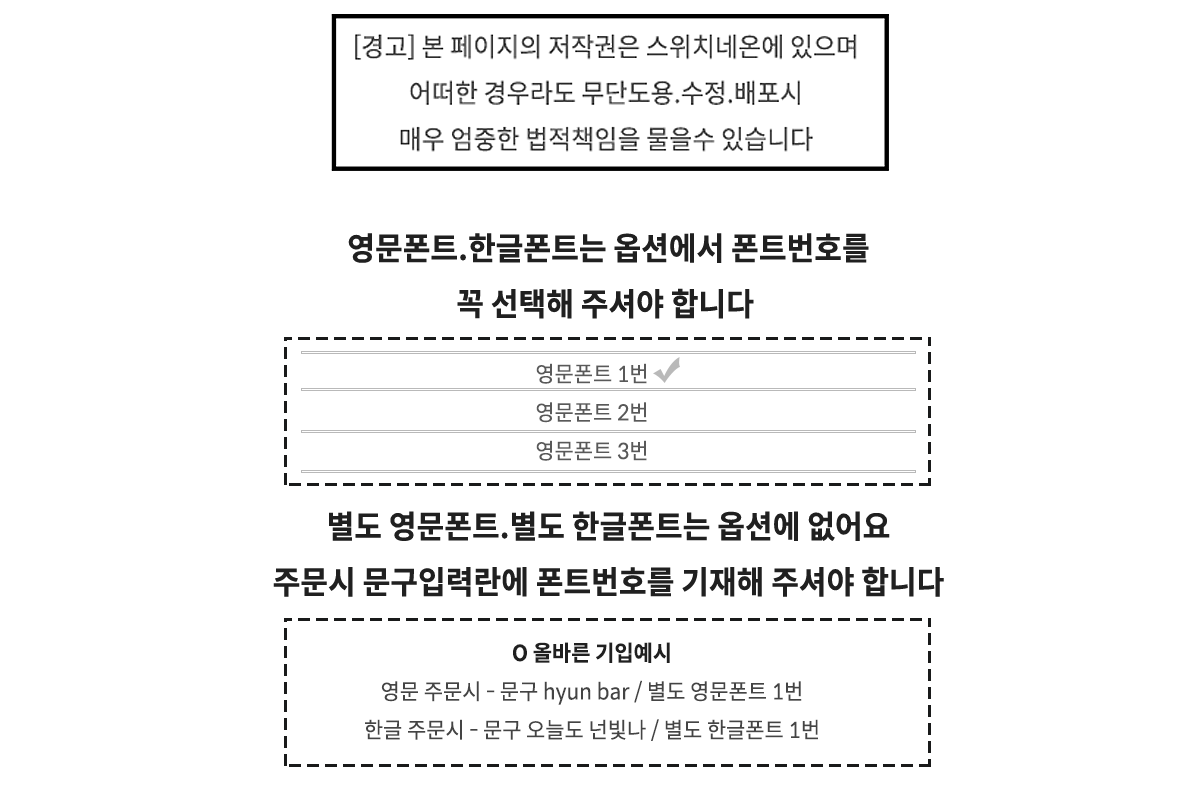 [경고] 본 페이지의 저작권은 스위치네온에 있으며
어떠한 경우라도 무단도용.수정.배포시
매우 엄중한 법적책임을 물을수 있습니다
영문폰트.한글폰트는 옵션에서 폰트번호를
꼭 선택해 주셔야 합니다
영문폰트 1번
영문폰트 2번
영문폰트 3번
별도 영문폰트.별도 한글폰트는 옵션에 없어요
주문시 문구입력란에 폰트번호를 기재해 주셔야 합니다
O 올바른 기입예시
영문 주문시 - 문구 hyun bar / 별도 영문폰트 1번
한글 주문시 - 문구 오늘도 넌빛나 / 별도 한글폰트 1번